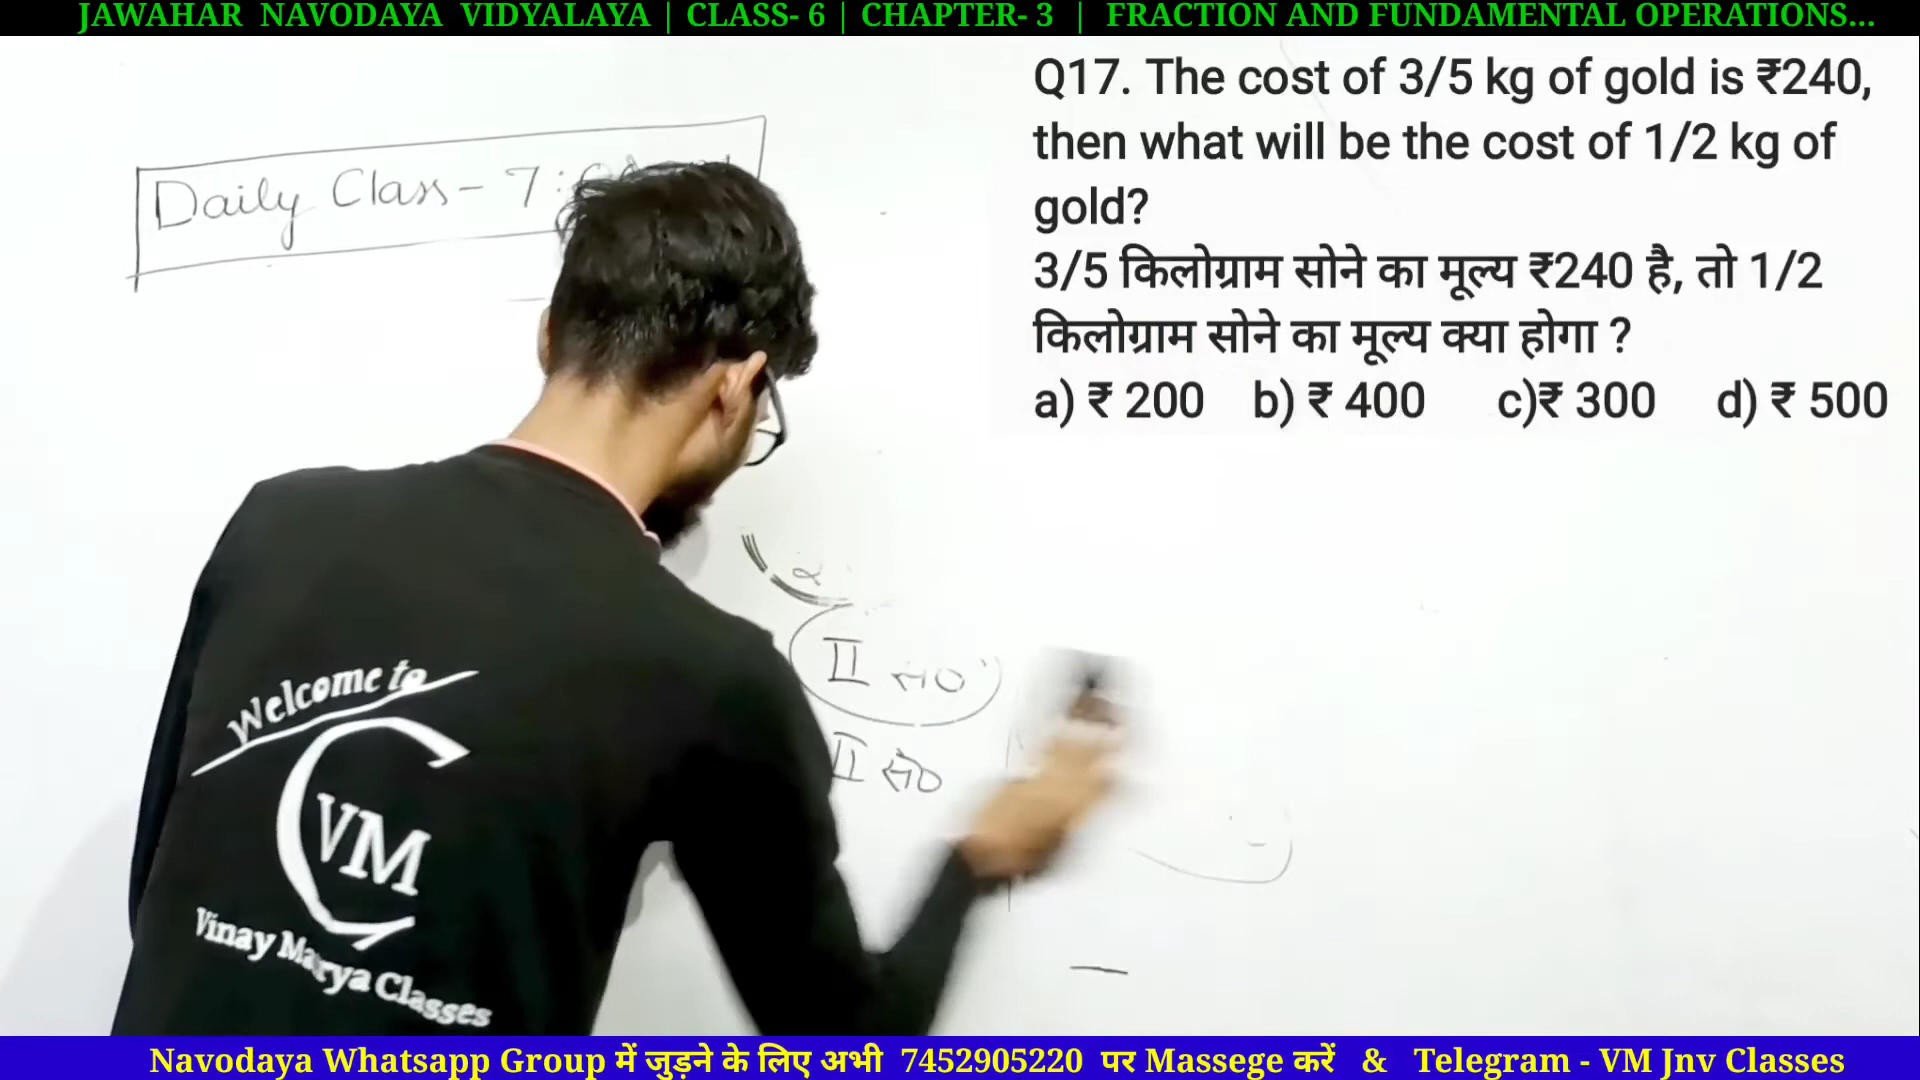 JAWAHAR NAVODAYA VIDYALAYA | CLASS- 6 | CHAPTER- 3 | FRACTION AND FUNDAMENTAL OPERATIONS...
Q17. The cost of 3/5 kg of gold is ₹240,
then what will be the cost of 1/2 kg of
gold?
3/5 किलोग्राम सोने का मूल्य ₹240 है, तो 1/2
किलोग्राम सोने का मूल्य क्या होगा ?
a) ₹ 200 b) ₹ 400 c)₹ 300 d) ₹ 500
Daily Class- 7:
II
II
Welcome to
VM
Vinay Maurya Classes
Navodaya Whatsapp Group में जुड़ने के लिए अभी 7452905220 पर Massege करें & Telegram - VM Jnv Classes